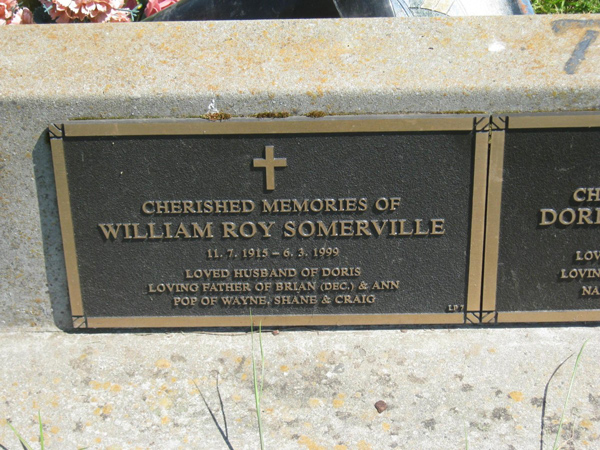 CHERISHED MEMORIES OF
WILLIAM ROY SOMERVILLE
11. 7. 1915 – 6. 3. 1999
LOVED HUSBAND OF DORIS
LOVING FATHER OF BRIAN (DEC.) & ANN
POP OF WAYNE, SHANE & CRAIG